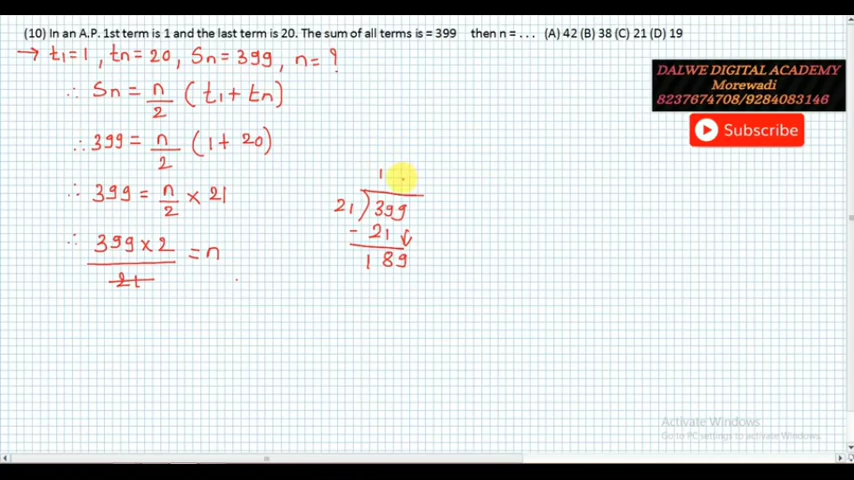 (10) In an A.P. 1st term is 1 and the last term is 20. The sum of all terms is = 399 then n = . . . (A) 42 (B) 38 (C) 21 (D) 19
→ t₁=1, tn=20, Sn=399, n=?
∴ Sn = n/2 (t₁+tn)
∴ 399 = n/2 (1+20)
∴ 399 = n/2 × 21
∴ 399×2/21 = n
1
21 ) 399
- 21↓
189
DALWE DIGITAL ACADEMY
Morewadi
8237674708/9284083146
Subscribe
Activate Windows
Go to PC settings to activate Windows.